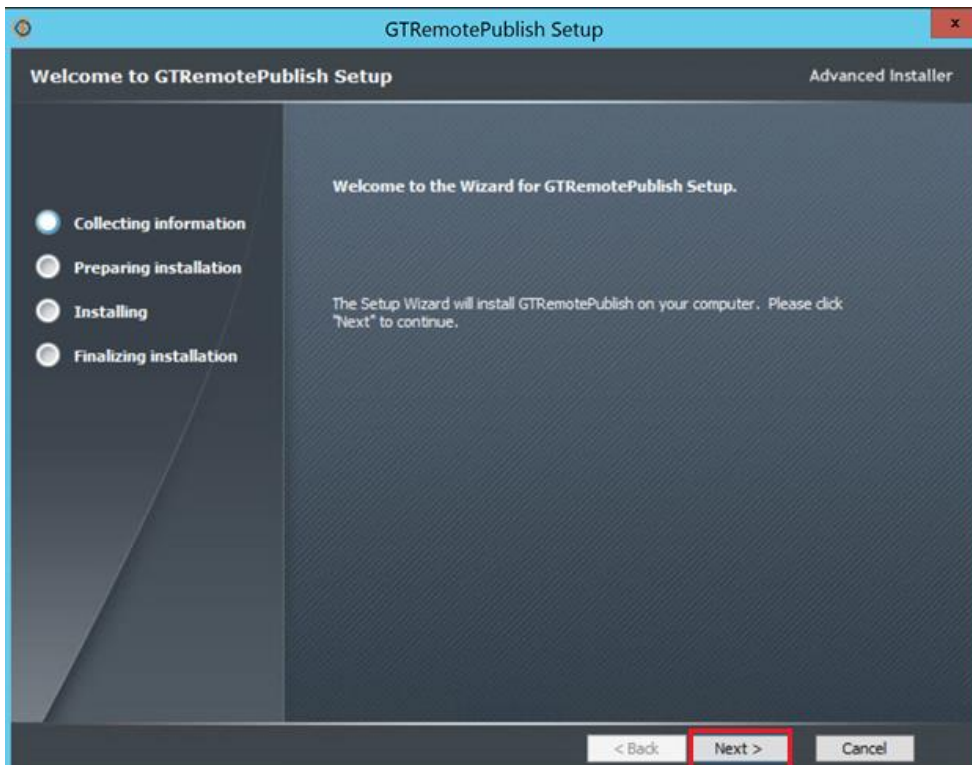 GTRemotePublish Setup
x
Welcome to GTRemotePublish Setup
Advanced Installer
Welcome to the Wizard for GTRemotePublish Setup.
Collecting information
Preparing installation
Installing
Finalizing installation
The Setup Wizard will install GTRemotePublish on your computer. Please click
"Next" to continue.
< Back
Next >
Cancel